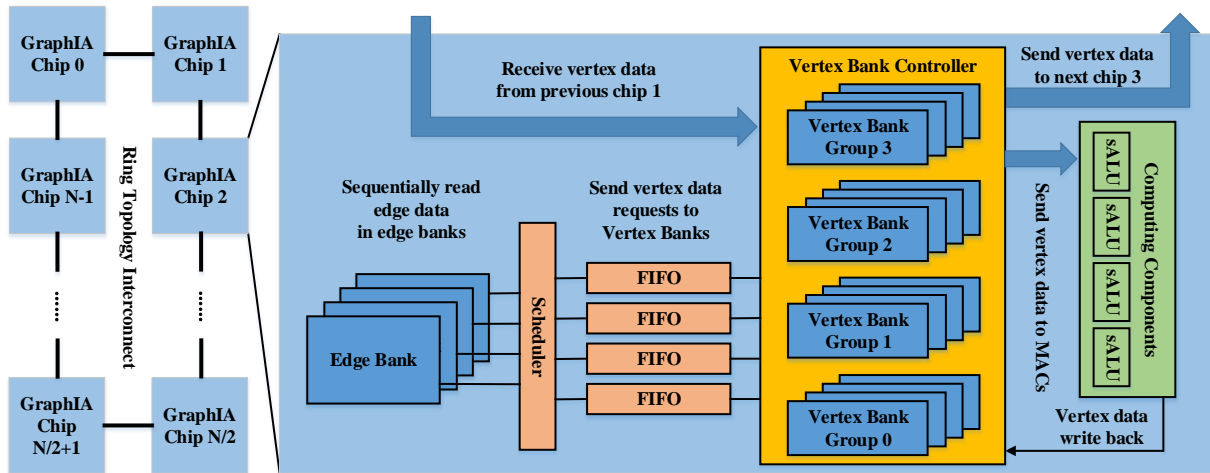 GraphIA
Chip 0
GraphIA
Chip 1
GraphIA
Chip N-1
GraphIA
Chip 2
Ring Topology Interconnect
......
......
GraphIA
Chip
N/2+1
GraphIA
Chip N/2
Receive vertex data
from previous chip 1
Sequentially read
edge data
in edge banks
Edge Bank
Scheduler
Send vertex data
requests to
Vertex Banks
FIFO
FIFO
FIFO
FIFO
Vertex Bank Controller
Vertex Bank
Group 3
Vertex Bank
Group 2
Vertex Bank
Group 1
Vertex Bank
Group 0
Send vertex data
to next chip 3
Send vertex data to MACs
sALU
sALU
sALU
sALU
Computing Components
Vertex data
write back